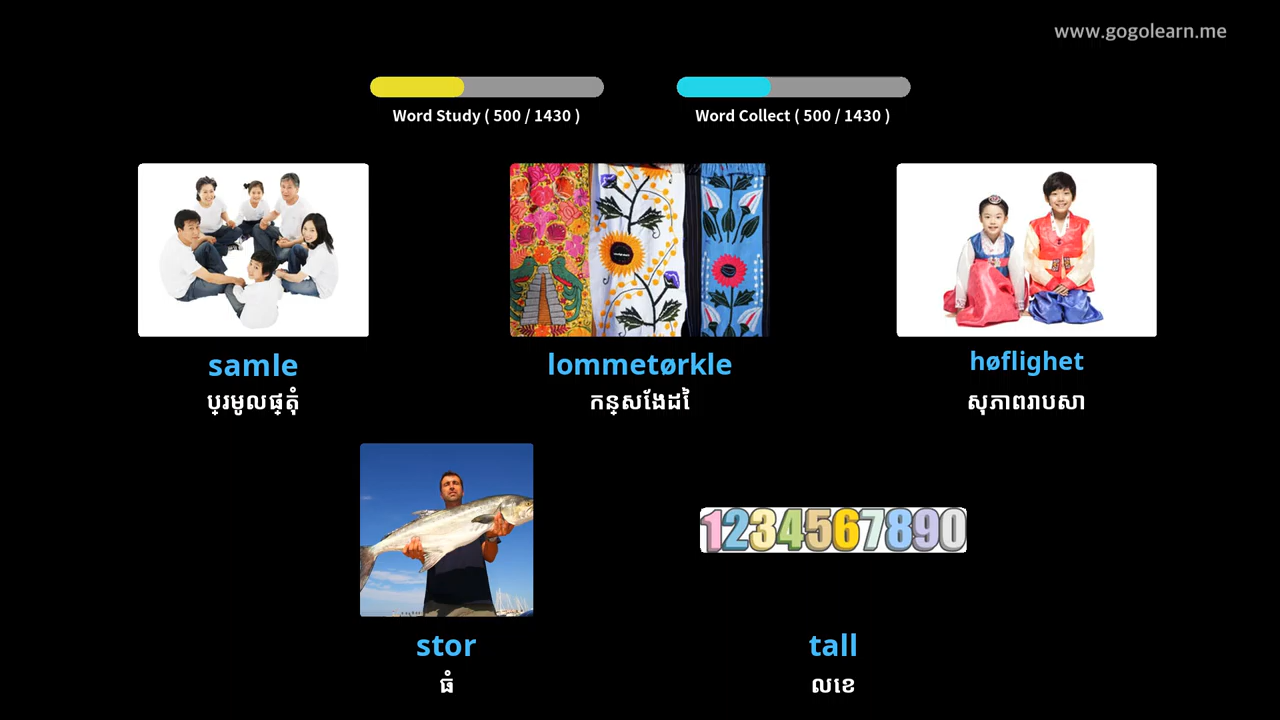 www.gogolearn.me
Word Study ( 500 / 1430 )
Word Collect ( 500 / 1430 )
samle
ប្រមូលផ្តុំ
lommetørkle
កន្សែងដៃ
høflighet
សុភាពរាបសា
1234567890
stor
ធំ
tall
លេខ